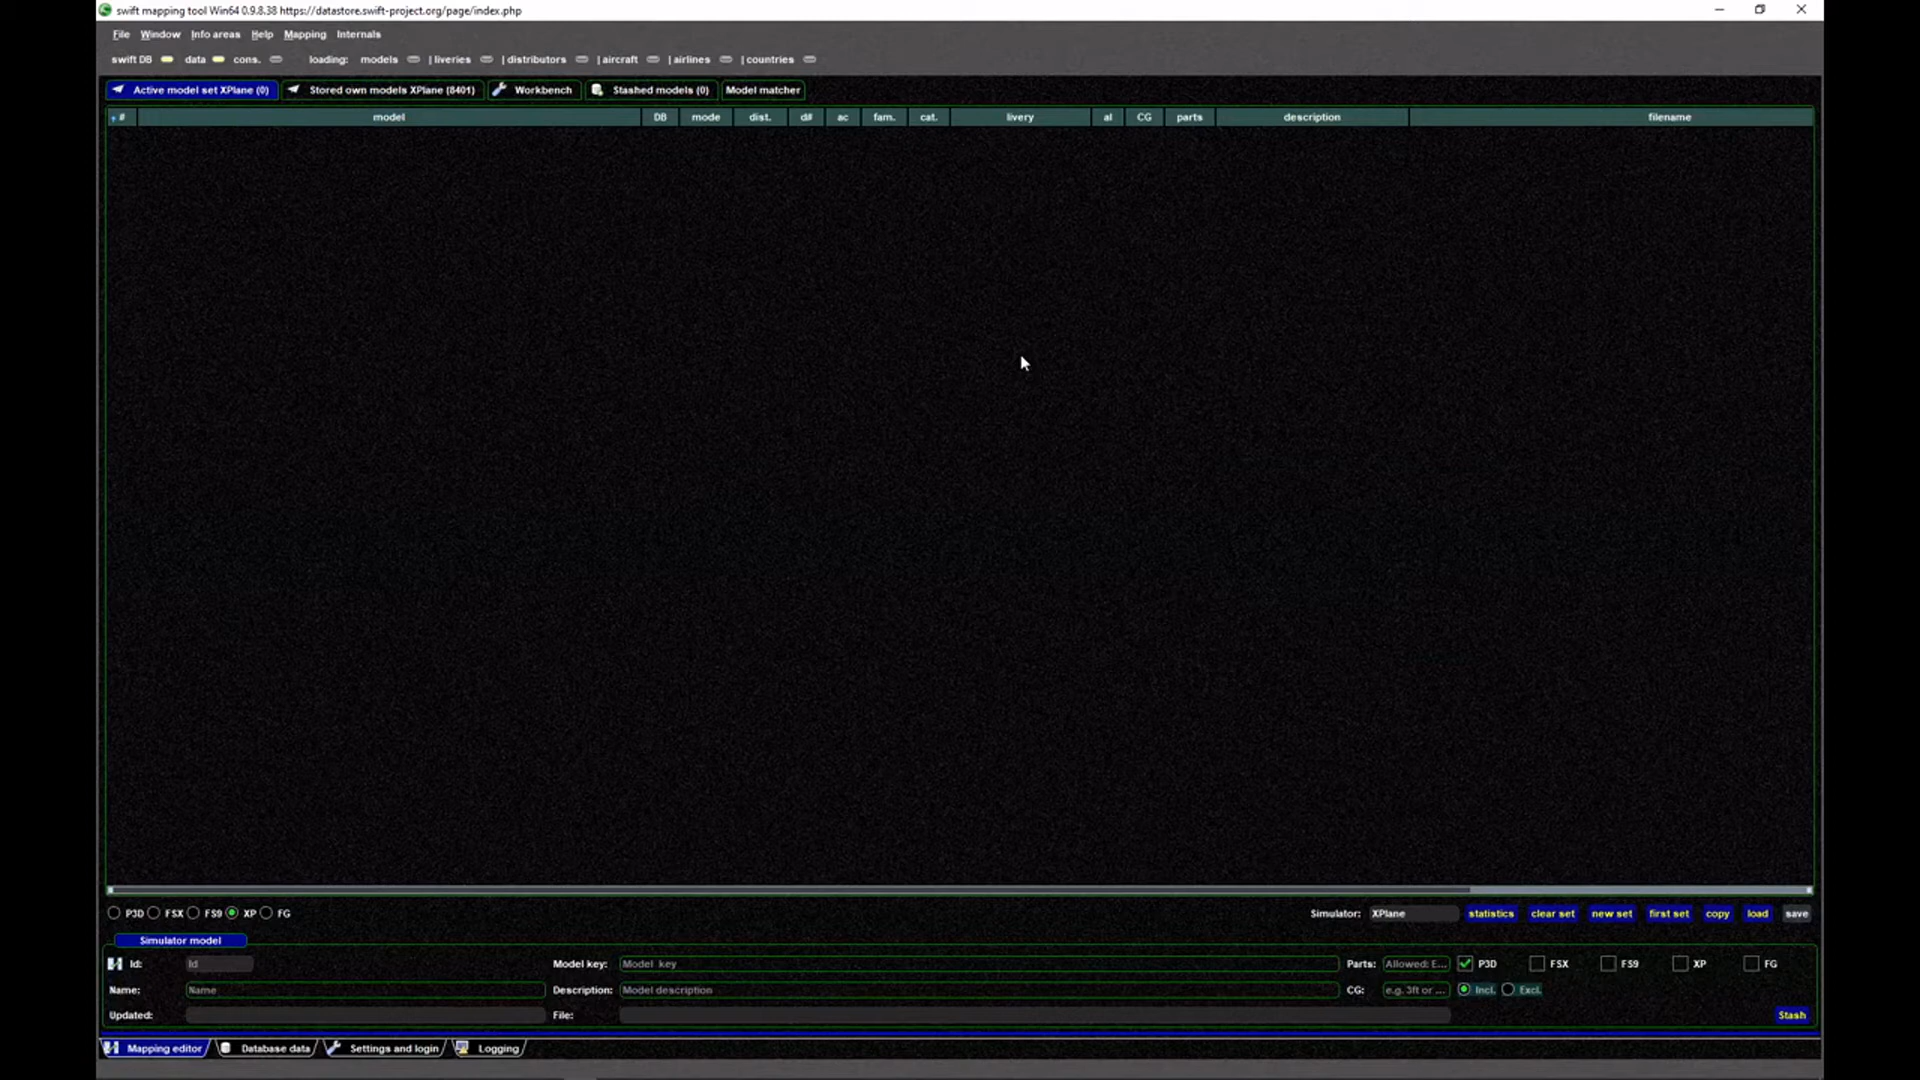 swift mapping tool Win64 0.9.8.38 https://datastore.swift-project.org/page/index.php
File Window Info areas Help Mapping Internals
swift DB data cons. loading: models | liveries | distributors | aircraft | airlines | countries
Active model set XPlane (0) Stored own models XPlane (8401) Workbench Stashed models (0) Model matcher
# model DB mode dist. d# ac fam. cat. livery al CG parts description filename
P3D FSX FS9 XP FG Simulator: XPlane statistics clear set new set first set copy load save
Simulator model
Id: Id Model key: Model key Parts: Allowed: E... P3D FSX FS9 XP FG
Name: Name Description: Model description CG: e.g. 3ft or ... Incl. Excl.
Updated: File: Stash
Mapping editor Database data Settings and login Logging